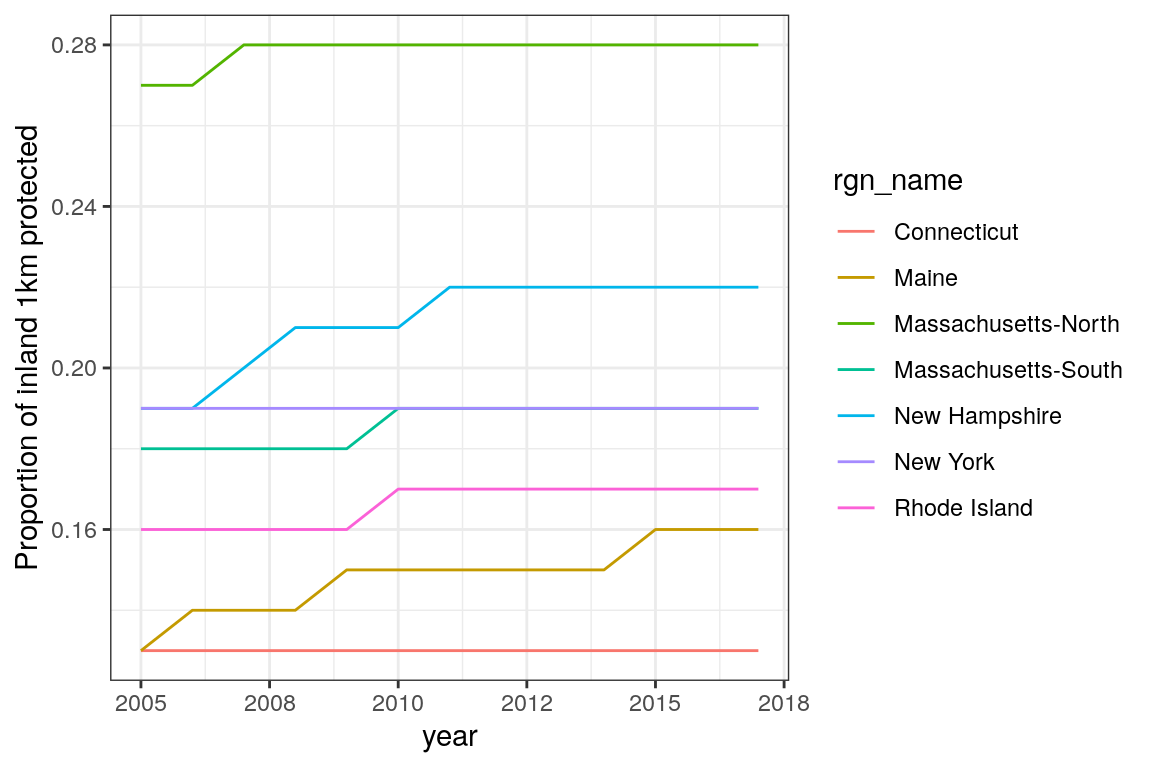 0.28
0.24
0.20
0.16
Proportion of inland 1km protected
2005 2008 2010 2012 2015 2018
year
rgn_name
Connecticut
Maine
Massachusetts-North
Massachusetts-South
New Hampshire
New York
Rhode Island